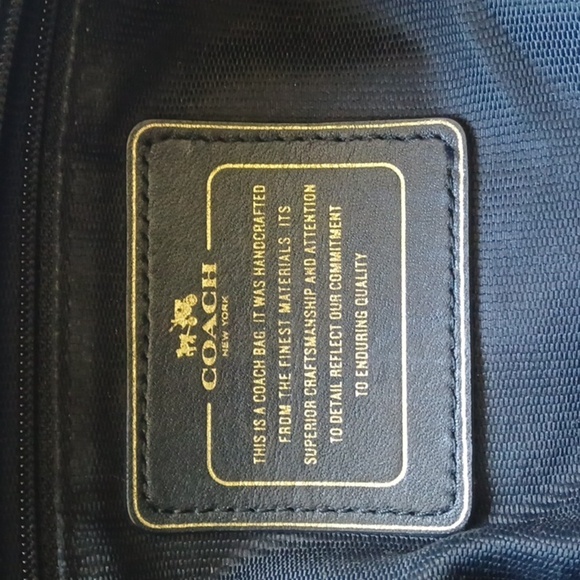 COACH
NEW YORK
THIS IS A COACH BAG. IT WAS HANDCRAFTED
FROM THE FINEST MATERIALS. ITS
SUPERIOR CRAFTSMANSHIP AND ATTENTION
TO DETAIL REFLECT OUR COMMITMENT
TO ENDURING QUALITY